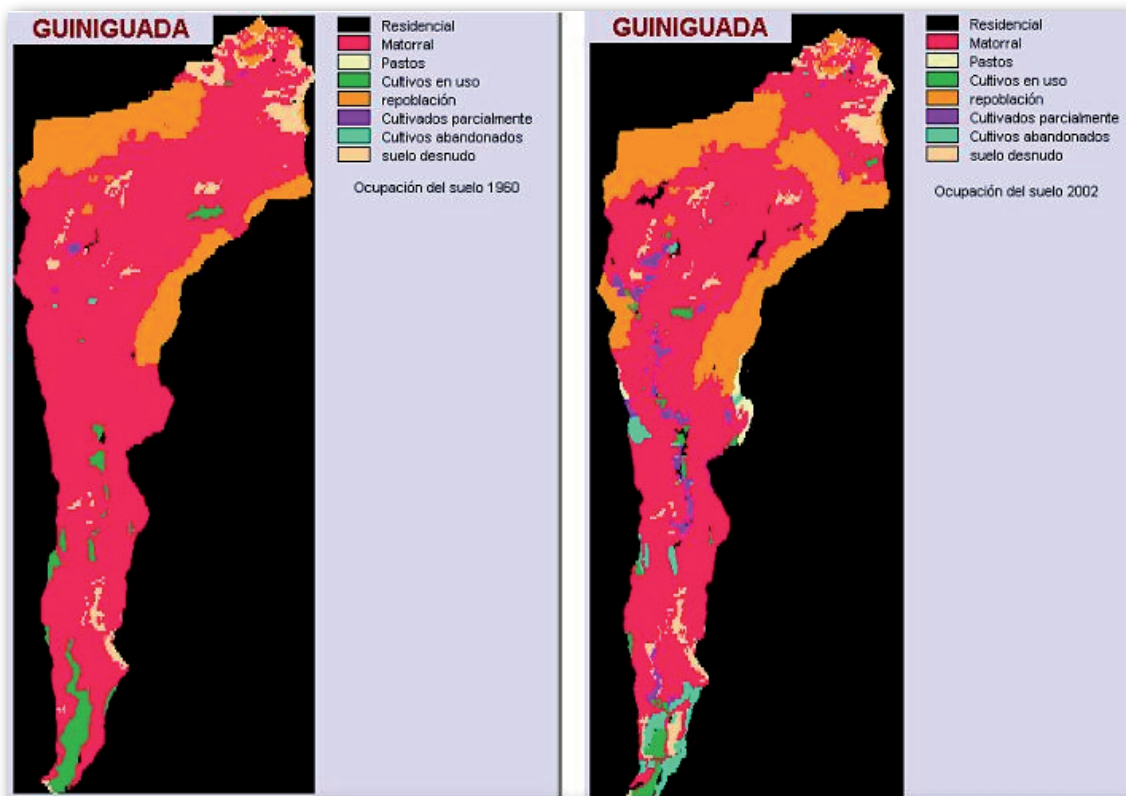 GUINIGUADA
Residencial
Matorral
Pastos
Cultivos en uso
repoblación
Cultivados parcialmente
Cultivos abandonados
suelo desnudo
Ocupación del suelo 1960
GUINIGUADA
Residencial
Matorral
Pastos
Cultivos en uso
repoblación
Cultivados parcialmente
Cultivos abandonados
suelo desnudo
Ocupación del suelo 2002